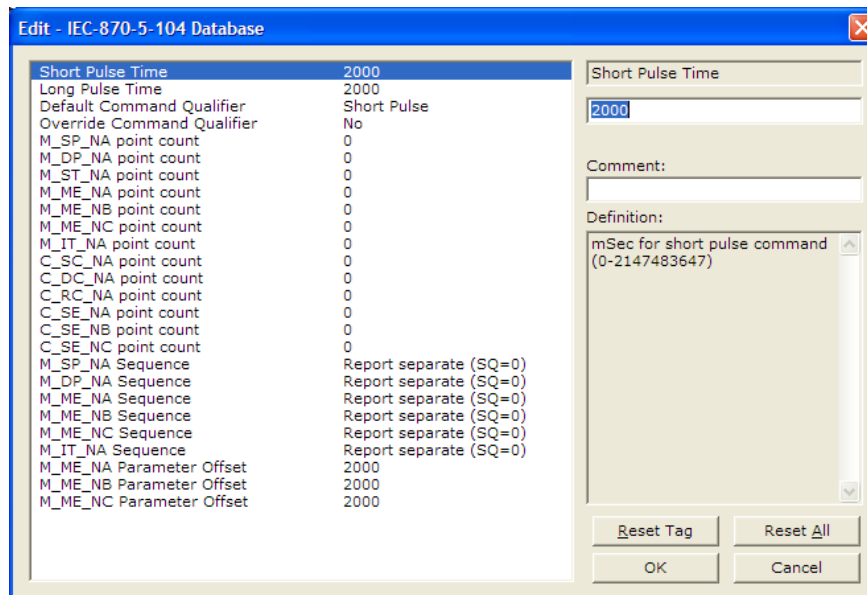 Edit - IEC-870-5-104 Database
Short Pulse Time 2000
Long Pulse Time 2000
Default Command Qualifier Short Pulse
Override Command Qualifier No
M_SP_NA point count 0
M_DP_NA point count 0
M_ST_NA point count 0
M_ME_NA point count 0
M_ME_NB point count 0
M_ME_NC point count 0
M_IT_NA point count 0
C_SC_NA point count 0
C_DC_NA point count 0
C_RC_NA point count 0
C_SE_NA point count 0
C_SE_NB point count 0
C_SE_NC point count 0
M_SP_NA Sequence Report separate (SQ=0)
M_DP_NA Sequence Report separate (SQ=0)
M_ME_NA Sequence Report separate (SQ=0)
M_ME_NB Sequence Report separate (SQ=0)
M_ME_NC Sequence Report separate (SQ=0)
M_IT_NA Sequence Report separate (SQ=0)
M_ME_NA Parameter Offset 2000
M_ME_NB Parameter Offset 2000
M_ME_NC Parameter Offset 2000
Short Pulse Time
2000
Comment:
Definition:
mSec for short pulse command
(0-2147483647)
Reset Tag Reset All
OK Cancel